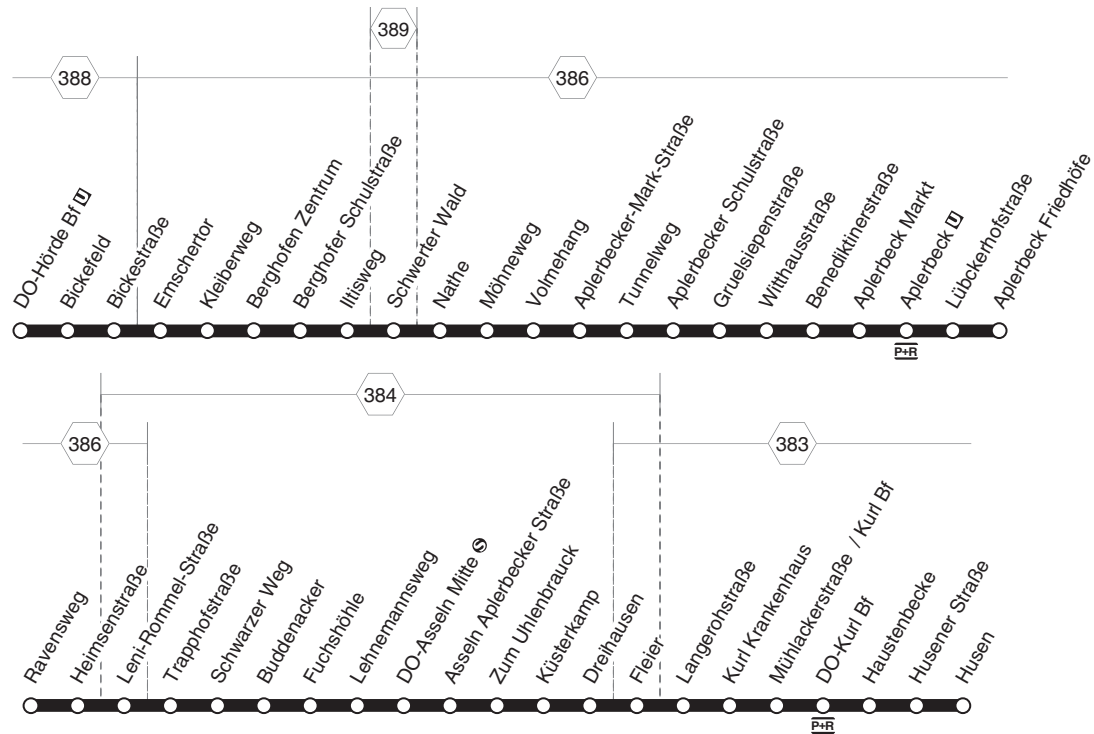 389
388
386
DO-Hörde Bf U
Bickefeld
Bickestraße
Emschertor
Kleiberweg
Berghofen Zentrum
Berghofer Schulstraße
Iltisweg
Schwerter Wald
Nathe
Möhneweg
Volmehang
Aplerbecker-Mark-Straße
Tunnelweg
Aplerbecker Schulstraße
Gruelsiepenstraße
Witthausstraße
Benediktinerstraße
Aplerbeck Markt
Aplerbeck U
Lübckerhofstraße
Aplerbeck Friedhöfe
P+R
384
386
383
Ravensweg
Heimsenstraße
Leni-Rommel-Straße
Trapphofstraße
Schwarzer Weg
Buddenacker
Fuchshöhle
Lehnemannsweg
DO-Asseln Mitte S
Asseln Aplerbecker Straße
Zum Uhlenbrauck
Küsterkamp
Dreihausen
Fleier
Langerohstraße
Kurl Krankenhaus
Mühlackerstraße / Kurl Bf
DO-Kurl Bf
Haustenbecke
Husener Straße
Husen
P+R